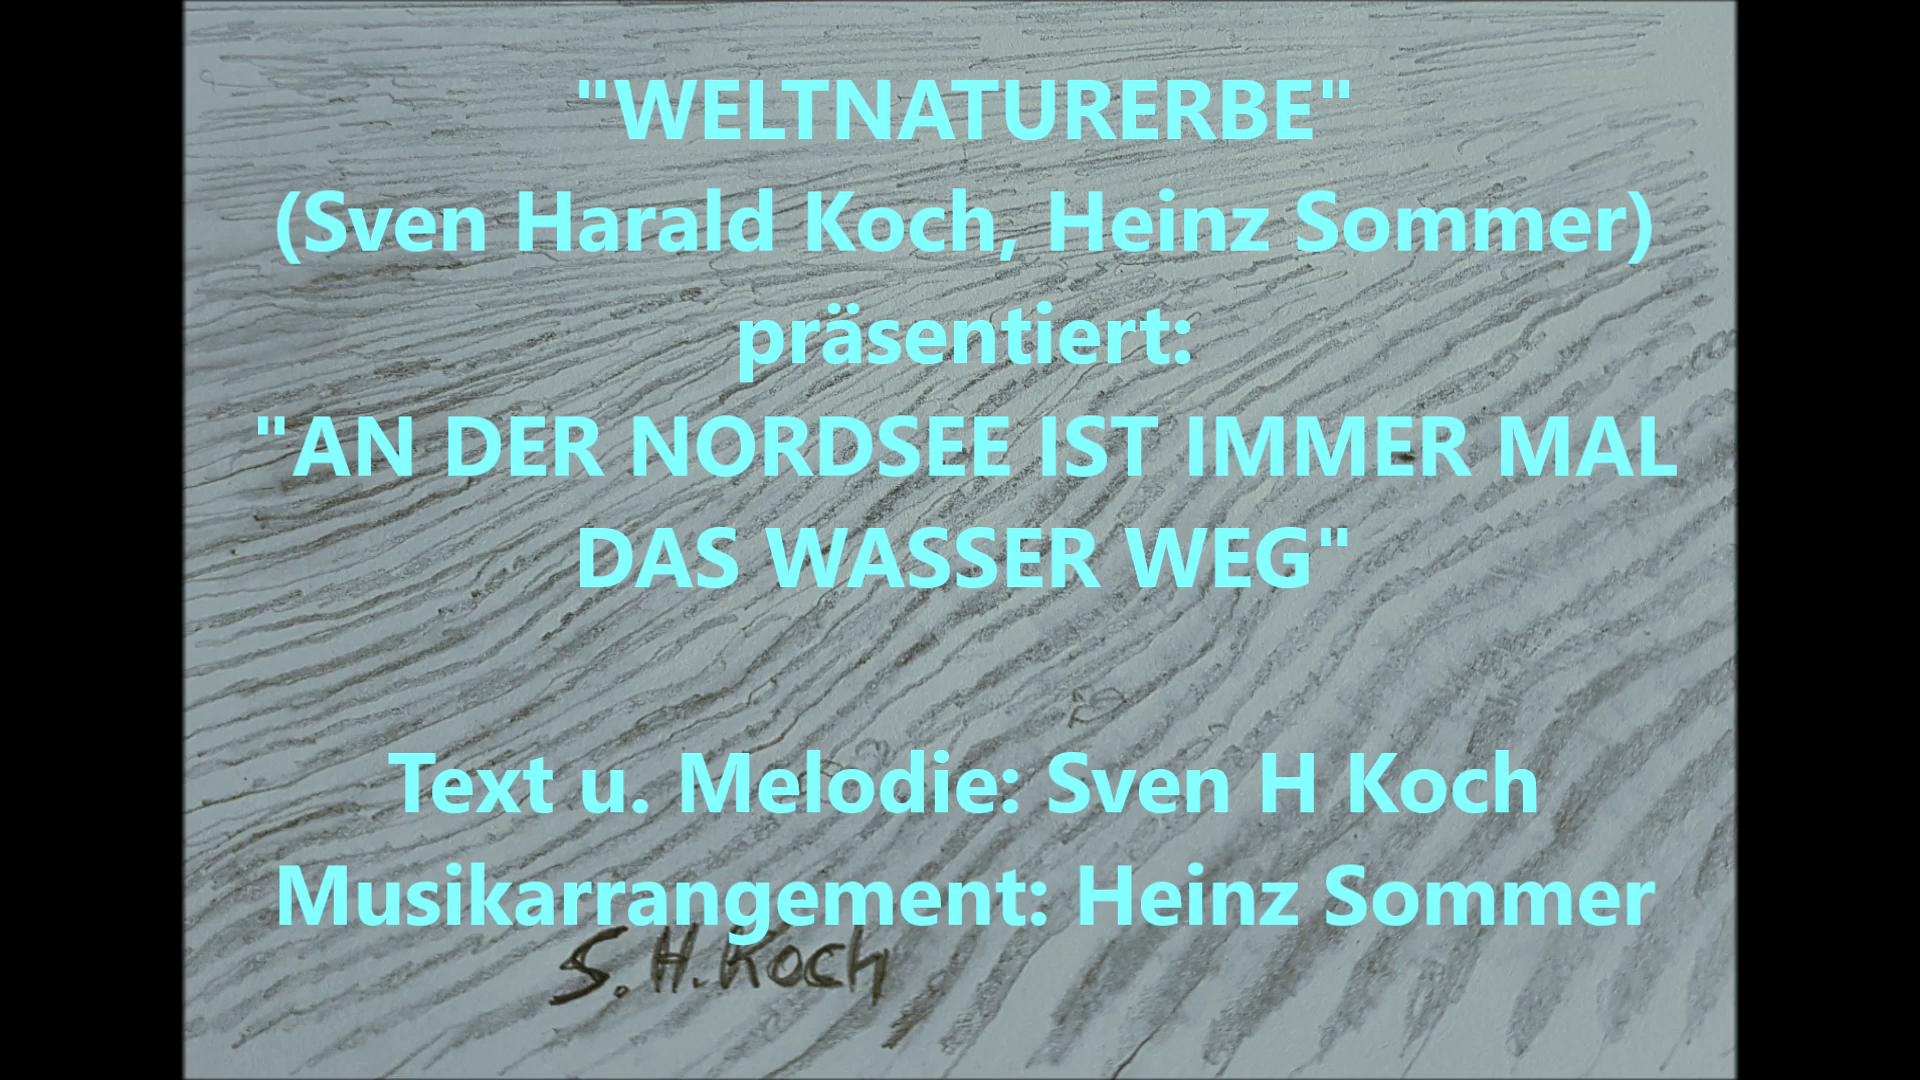 "WELTNATURERBE"
(Sven Harald Koch, Heinz Sommer)
präsentiert:
"AN DER NORDSEE IST IMMER MAL
DAS WASSER WEG"
Text u. Melodie: Sven H Koch
Musikarrangement: Heinz Sommer
S. H. Koch